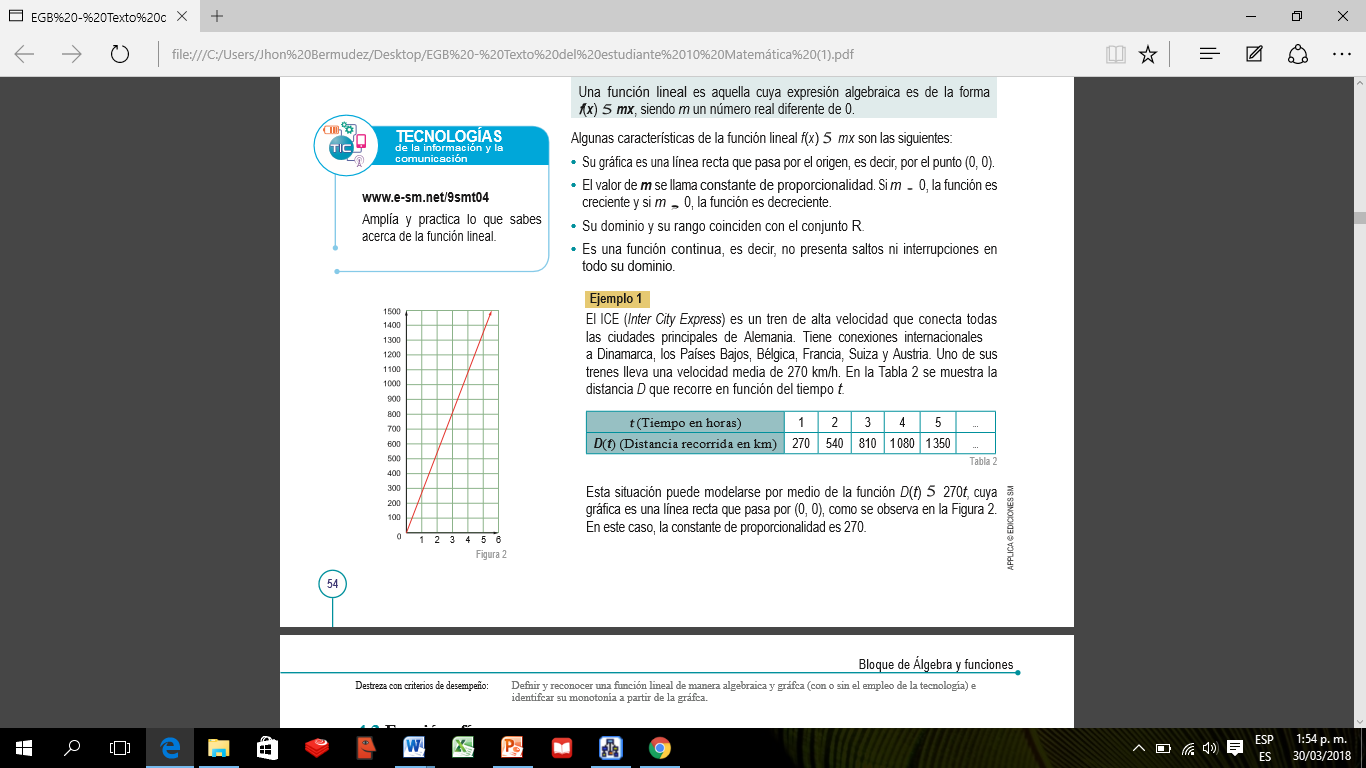 EGB%20-%20Texto%20c
file:///C:/Users/Jhon%20Bermudez/Desktop/EGB%20-%20Texto%20del%20estudiante%2010%20Matemática%20(1).pdf
Una función lineal es aquella cuya expresión algebraica es de la forma
f(x) 5 mx, siendo m un número real diferente de 0.
TIC
TECNOLOGÍAS
de la información y la
comunicación
www.e-sm.net/9smt04
Amplía y practica lo que sabes
acerca de la función lineal.
Algunas características de la función lineal f(x) 5 mx son las siguientes:
• Su gráfica es una línea recta que pasa por el origen, es decir, por el punto (0, 0).
• El valor de m se llama constante de proporcionalidad. Si m . 0, la función es
creciente y si m , 0, la función es decreciente.
• Su dominio y su rango coinciden con el conjunto R.
• Es una función continua, es decir, no presenta saltos ni interrupciones en
todo su dominio.
Ejemplo 1
El ICE (Inter City Express) es un tren de alta velocidad que conecta todas
las ciudades principales de Alemania. Tiene conexiones internacionales
a Dinamarca, los Países Bajos, Bélgica, Francia, Suiza y Austria. Uno de sus
trenes lleva una velocidad media de 270 km/h. En la Tabla 2 se muestra la
distancia D que recorre en función del tiempo t.
t (Tiempo en horas) 1 2 3 4 5 ...
D(t) (Distancia recorrida en km) 270 540 810 1 080 1 350 ...
Tabla 2
Esta situación puede modelarse por medio de la función D(t) 5 270t, cuya
gráfica es una línea recta que pasa por (0, 0), como se observa en la Figura 2.
En este caso, la constante de proporcionalidad es 270.
1500
1400
1300
1200
1100
1000
900
800
700
600
500
400
300
200
100
0
1 2 3 4 5 6
Figura 2
APPLICA © EDICIONES SM
54
Bloque de Álgebra y funciones
Destreza con criterios de desempeño: Defnir y reconocer una función lineal de manera algebraica y gráfca (con o sin el empleo de la tecnología) e
identifcar su monotonía a partir de la gráfca.
ESP
ES
1:54 p. m.
30/03/2018